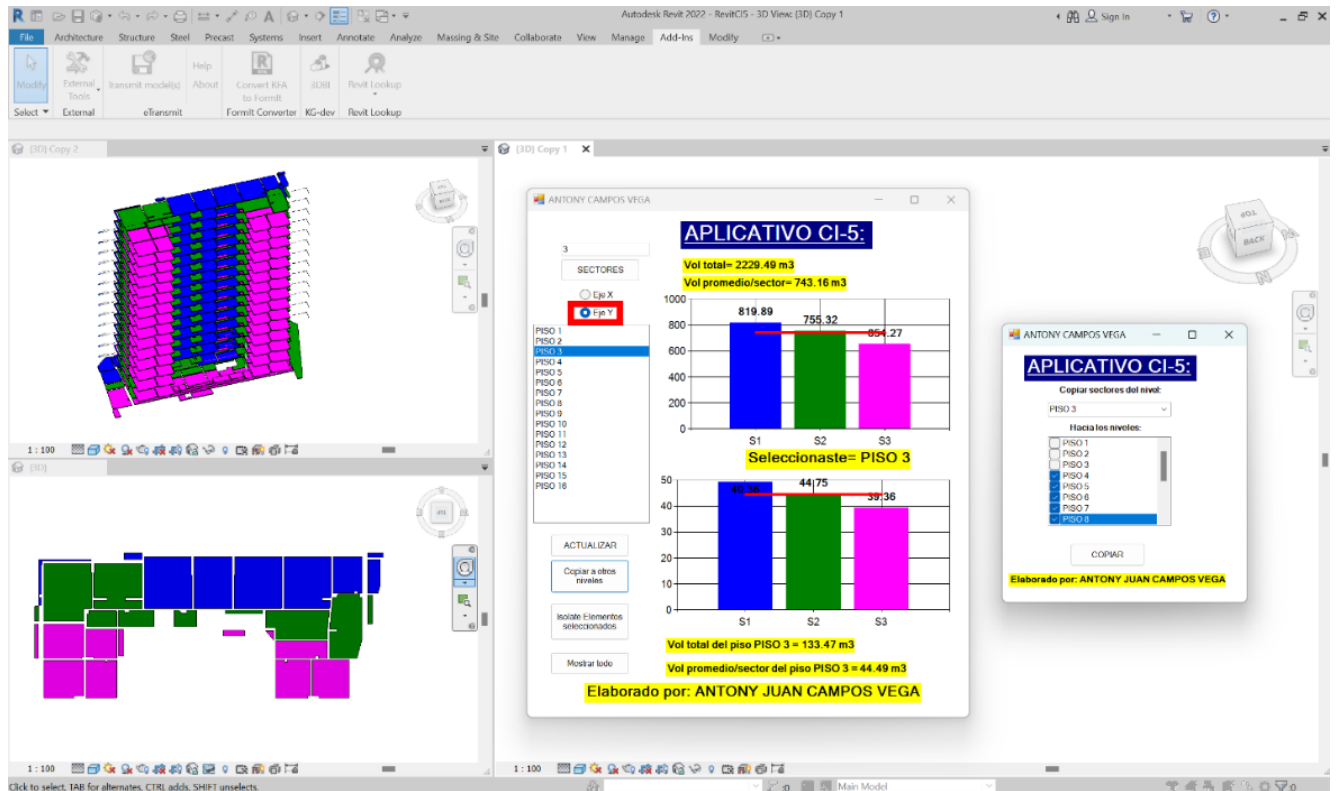 Autodesk Revit 2022 - RevitCI5 - 3D View: {3D} Copy 1
Sign In
File Architecture Structure Steel Precast Systems Insert Annotate Analyze Massing & Site Collaborate View Manage Add-Ins Modify
Modify
External
Tools
Transmit model(s)
Help
About
Convert RFA
to FormIt
Revit Lookup
Select
External
eTransmit
FormIt Converter
KG-dev
Revit Lookup
{3D} Copy 2
{3D} Copy 1
BACK
1 : 100
{3D}
TOP
1 : 100
ANTONY CAMPOS VEGA
APLICATIVO CI-5:
3
SECTORES
Eje X
Eje Y
Vol total= 2229.49 m3
Vol promedio/sector= 743.16 m3
PISO 1
PISO 2
PISO 3
PISO 4
PISO 5
PISO 6
PISO 7
PISO 8
PISO 9
PISO 10
PISO 11
PISO 12
PISO 13
PISO 14
PISO 15
PISO 16
1000
800
600
400
200
0
819.89
755.32
654.27
S1
S2
S3
Seleccionaste= PISO 3
50
40
30
20
10
0
49.36
44.75
39.36
S1
S2
S3
ACTUALIZAR
Copiar a otros
niveles
Isolate Elementos
seleccionados
Mostrar todo
Vol total del piso PISO 3 = 133.47 m3
Vol promedio/sector del piso PISO 3 = 44.49 m3
Elaborado por: ANTONY JUAN CAMPOS VEGA
TOP
BACK
ANTONY CAMPOS VEGA
APLICATIVO CI-5:
Copiar sectores del nivel:
PISO 3
Hacia los niveles:
PISO 1
PISO 2
PISO 3
PISO 4
PISO 5
PISO 6
PISO 7
PISO 8
COPIAR
Elaborado por: ANTONY JUAN CAMPOS VEGA
1 : 100
Click to select, TAB for alternates, CTRL adds, SHIFT unselects.
:0
Main Model
:0